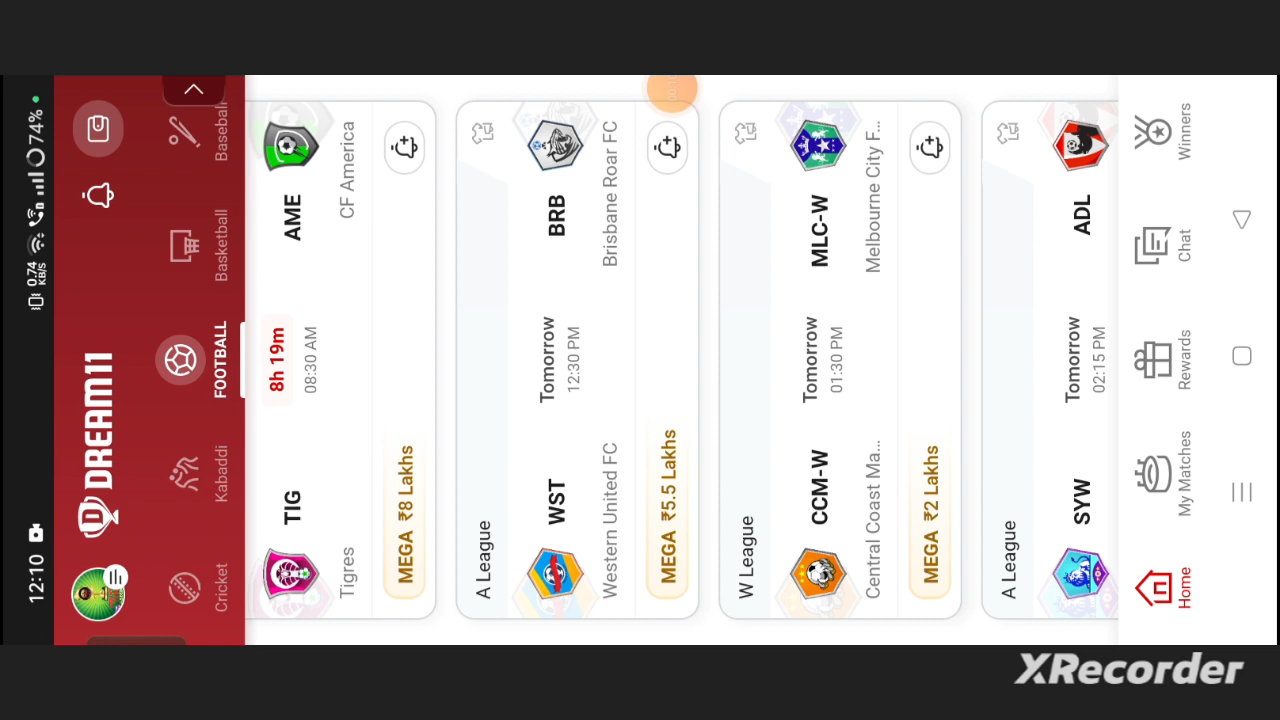 12:10
0.74
KB/S
74%
DREAM11
Cricket
Kabaddi
FOOTBALL
Basketball
Baseball
TIG
8h 19m
AME
Tigres
08:30 AM
CF America
MEGA ₹8 Lakhs
A League
WST
Tomorrow
BRB
Western United FC
12:30 PM
Brisbane Roar FC
MEGA ₹5.5 Lakhs
W League
CCM-W
Tomorrow
MLC-W
Central Coast Ma...
01:30 PM
Melbourne City F...
MEGA ₹2 Lakhs
A League
SYW
Tomorrow
ADL
02:15 PM
Home
My Matches
Rewards
Chat
Winners
XRecorder